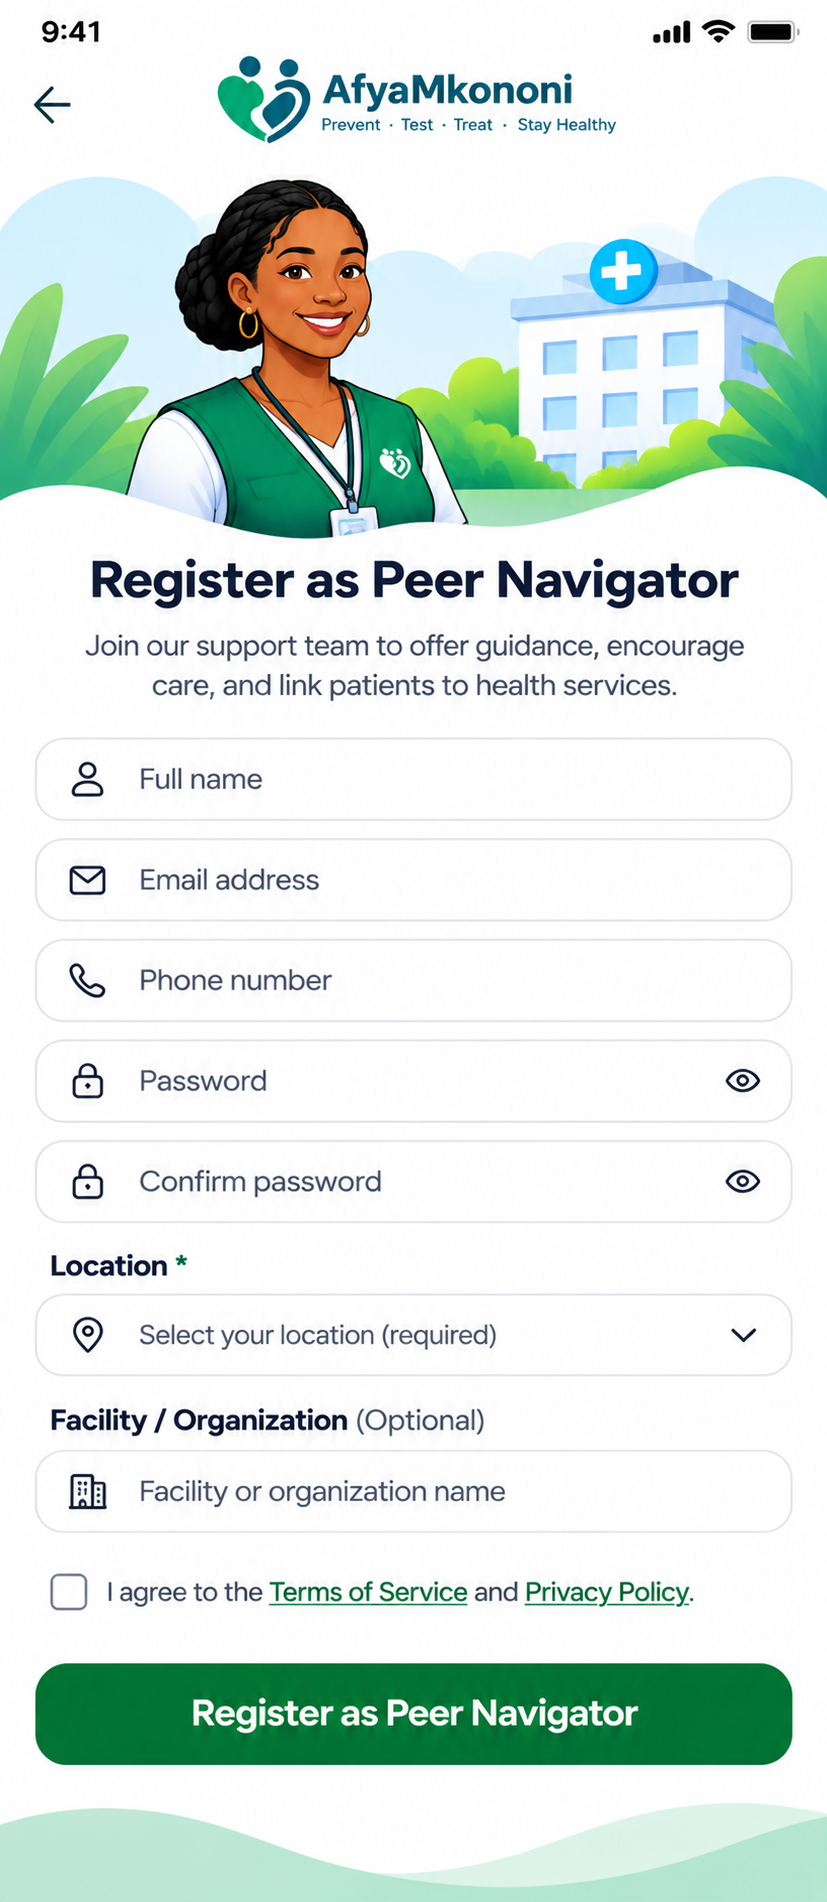 9:41
AfyaMkononi
Prevent · Test · Treat · Stay Healthy
Register as Peer Navigator
Join our support team to offer guidance, encourage
care, and link patients to health services.
Full name
Email address
Phone number
Password
Confirm password
Location *
Select your location (required)
Facility / Organization (Optional)
Facility or organization name
I agree to the Terms of Service and Privacy Policy.
Register as Peer Navigator